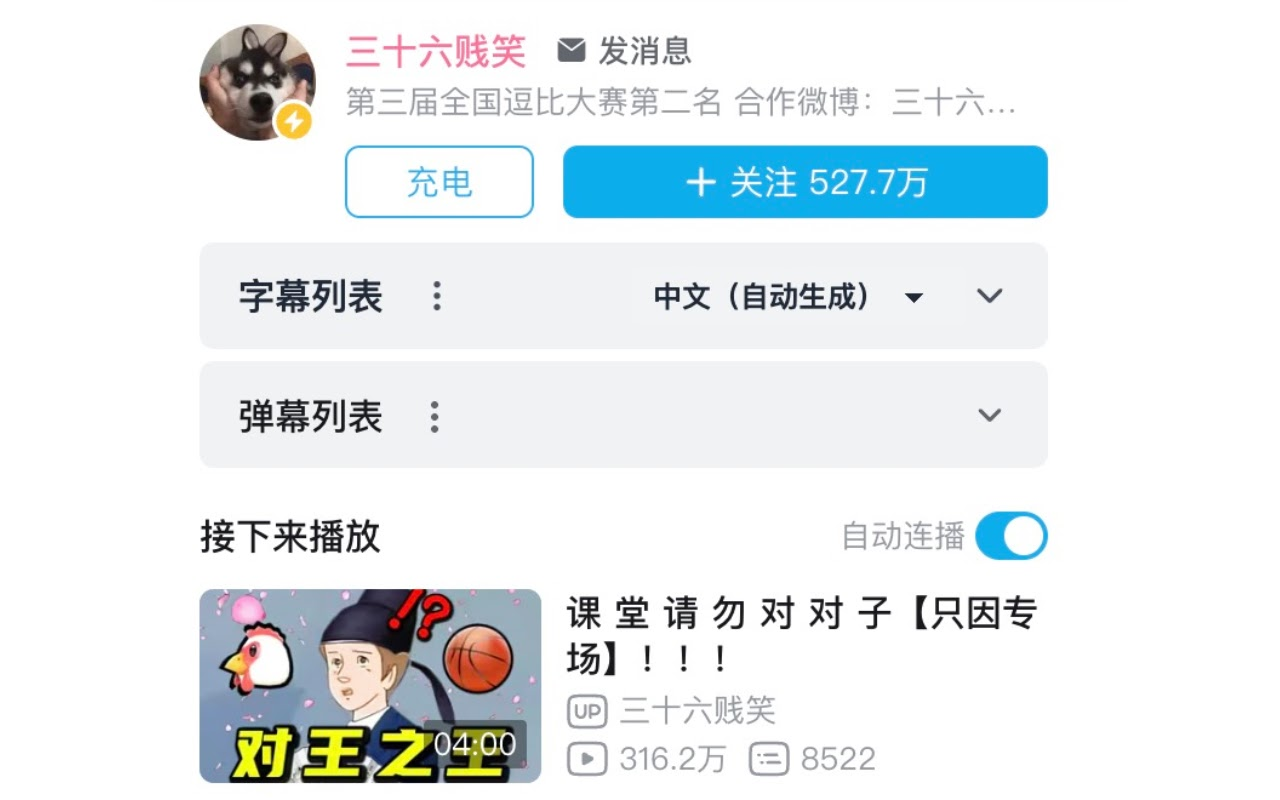 三十六贱笑 发消息
第三届全国逗比大赛第二名 合作微博：三十六...
充电 + 关注 527.7万
字幕列表 中文（自动生成）
弹幕列表
接下来播放 自动连播
!?
对王之王
04:00
课 堂 请 勿 对 对 子【只因专
场】！！！
UP 三十六贱笑
316.2万 8522